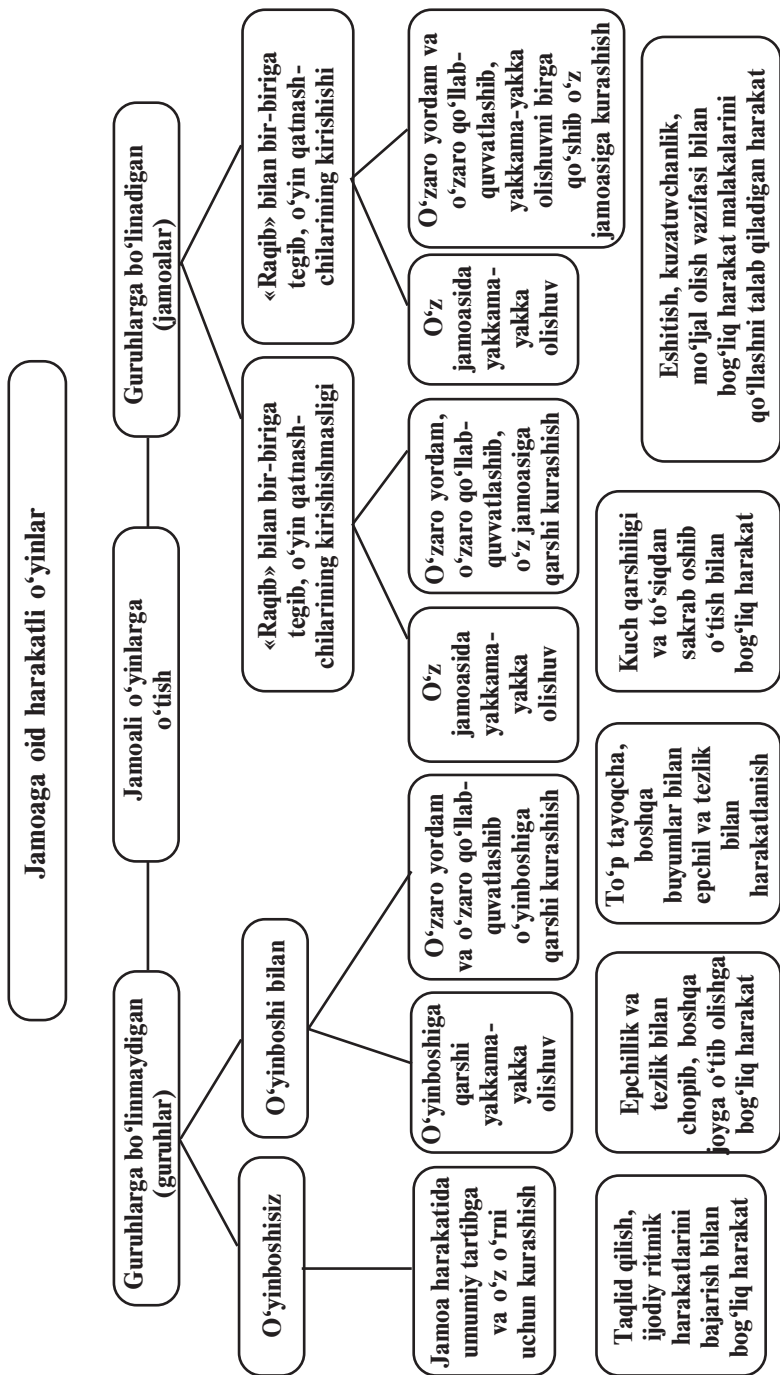 Jamoaga oid harakatli o‘yinlar
Guruhlarga bo‘linmaydigan
(guruhlar)
Jamoali o‘yinlarga
o‘tish
Guruhlarga bo‘linadigan
(jamoalar)
O‘yinboshisiz
O‘yinboshi bilan
«Raqib» bilan bir-biriga
tegib, o‘yin qatnash-
chilarining kirishishmasligi
«Raqib» bilan bir-biriga
tegib, o‘yin qatnash-
chilarining kirishishi
Jamoa harakatida
umumiy tartibga
va o‘z o‘rni
uchun kurashish
O‘yinboshiga
qarshi
yakkama-
yakka
olishuv
O‘zaro yordam
va o‘zaro qo‘llab-
quvatlashib
o‘yinboshiga
qarshi kurashish
O‘z
jamoasida
yakkama-
yakka
olishuv
O‘zaro yordam,
o‘zaro qo‘llab-
quvvatlashib,
o‘z jamoasiga
qarshi kurashish
O‘z
jamoasida
yakkama-
yakka
olishuv
O‘zaro yordam va
o‘zaro qo‘llab-
quvvatlashib,
yakkama-yakka
olishuvni birga
qo‘shib o‘z
jamoasiga kurashish
Taqlid qilish,
ijodiy ritmik
harakatlarini
bajarish bilan
bog‘liq harakat
Epchillik va
tezlik bilan
chopib, boshqa
joyga o‘tib olishga
bog‘liq harakat
To‘p tayoqcha,
boshqa
buyumlar bilan
epchil va tezlik
bilan
harakatlanish
Kuch qarshiligi
va to‘siqdan
sakrab oshib
o‘tish bilan
bog‘liq harakat
Eshitish, kuzatuvchanlik,
mo‘ljal olish vazifasi bilan
bog‘liq harakat malakalarini
qo‘llashni talab qiladigan harakat